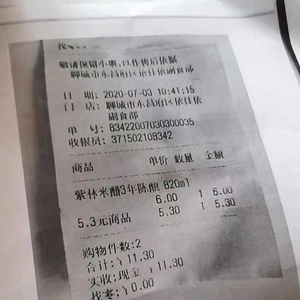 敬请保留小票,以作售后依据
聊城市东昌府区依佳依副食部
日 期: 2020-07-03 10:41:15
门 店: 聊城市东昌府区依佳依
副食部
单 号: 8342200703030035
收银员: 371502108342
商品 单价 数量 金额
紫林米醋3年陈酿 820ml
6.00 1 6.00
5.3元商品
5.30 1 5.30
购物件数:2
合计:¥11.30
实收:现金 ¥11.30
找零:¥0.00